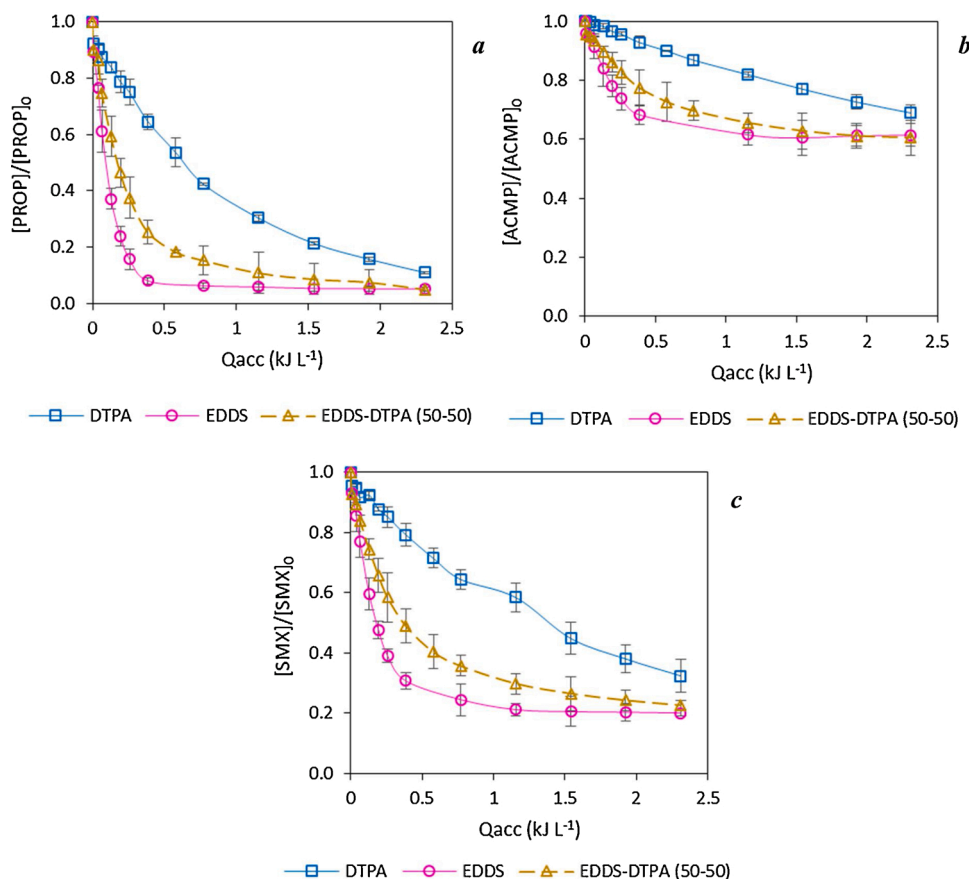 a
[PROP]/[PROP]₀
1.0
0.8
0.6
0.4
0.2
0.0
0 0.5 1 1.5 2 2.5
Qacc (kJ L⁻¹)
DTPA EDDS EDDS-DTPA (50-50)
b
[ACMP]/[ACMP]₀
1.0
0.8
0.6
0.4
0.2
0.0
0 0.5 1 1.5 2 2.5
Qacc (kJ L⁻¹)
DTPA EDDS EDDS-DTPA (50-50)
c
[SMX]/[SMX]₀
1.0
0.8
0.6
0.4
0.2
0.0
0 0.5 1 1.5 2 2.5
Qacc (kJ L⁻¹)
DTPA EDDS EDDS-DTPA (50-50)